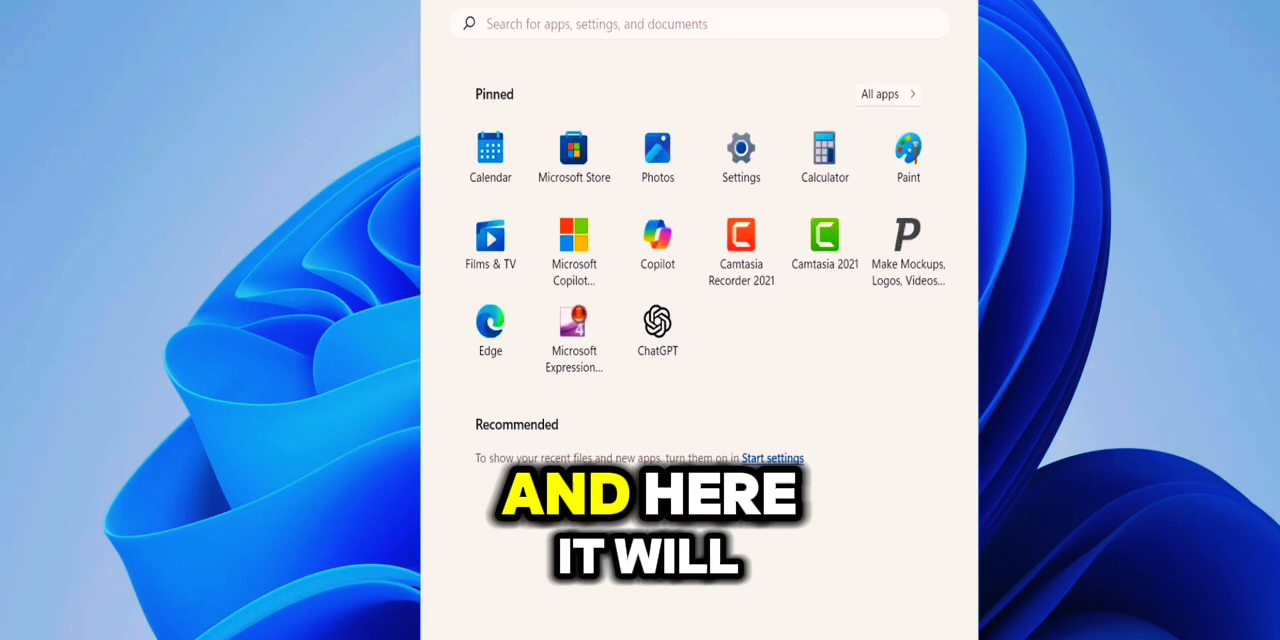 Search for apps, settings, and documents
Pinned
All apps
Calendar Microsoft Store Photos Settings Calculator Paint
Films & TV Microsoft Copilot... Copilot Camtasia Recorder 2021 Camtasia 2021 Make Mockups, Logos, Videos...
Edge Microsoft Expression... ChatGPT
Recommended
To show your recent files and new apps, turn them on in Start settings
AND HERE
IT WILL